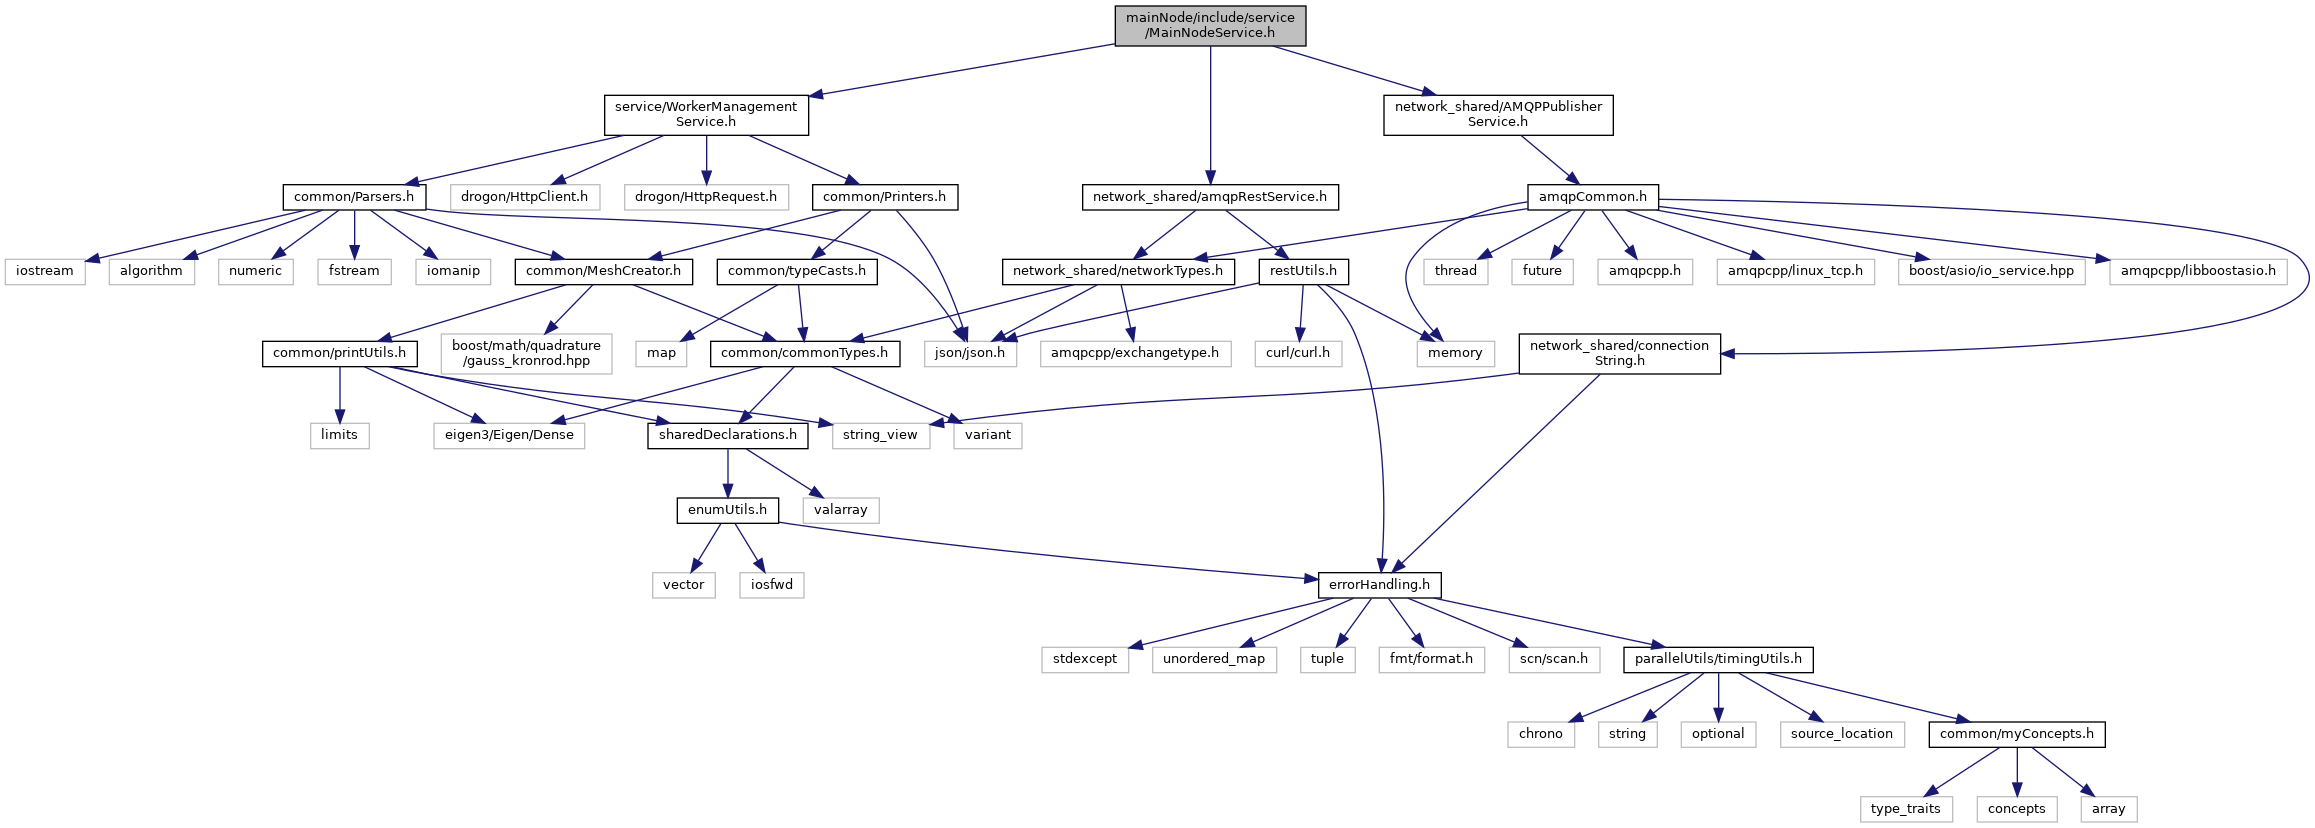 mainNode/include/service
/MainNodeService.h
service/WorkerManagement
Service.h
network_shared/AMQPPublisher
Service.h
common/Parsers.h
drogon/HttpClient.h
drogon/HttpRequest.h
common/Printers.h
network_shared/amqpRestService.h
amqpCommon.h
iostream
algorithm
numeric
fstream
iomanip
common/MeshCreator.h
common/typeCasts.h
network_shared/networkTypes.h
restUtils.h
thread
future
amqpcpp.h
amqpcpp/linux_tcp.h
boost/asio/io_service.hpp
amqpcpp/libboostasio.h
common/printUtils.h
boost/math/quadrature
/gauss_kronrod.hpp
map
common/commonTypes.h
json/json.h
amqpcpp/exchangetype.h
curl/curl.h
memory
network_shared/connection
String.h
limits
eigen3/Eigen/Dense
sharedDeclarations.h
string_view
variant
enumUtils.h
valarray
vector
iosfwd
errorHandling.h
stdexcept
unordered_map
tuple
fmt/format.h
scn/scan.h
parallelUtils/timingUtils.h
chrono
string
optional
source_location
common/myConcepts.h
type_traits
concepts
array